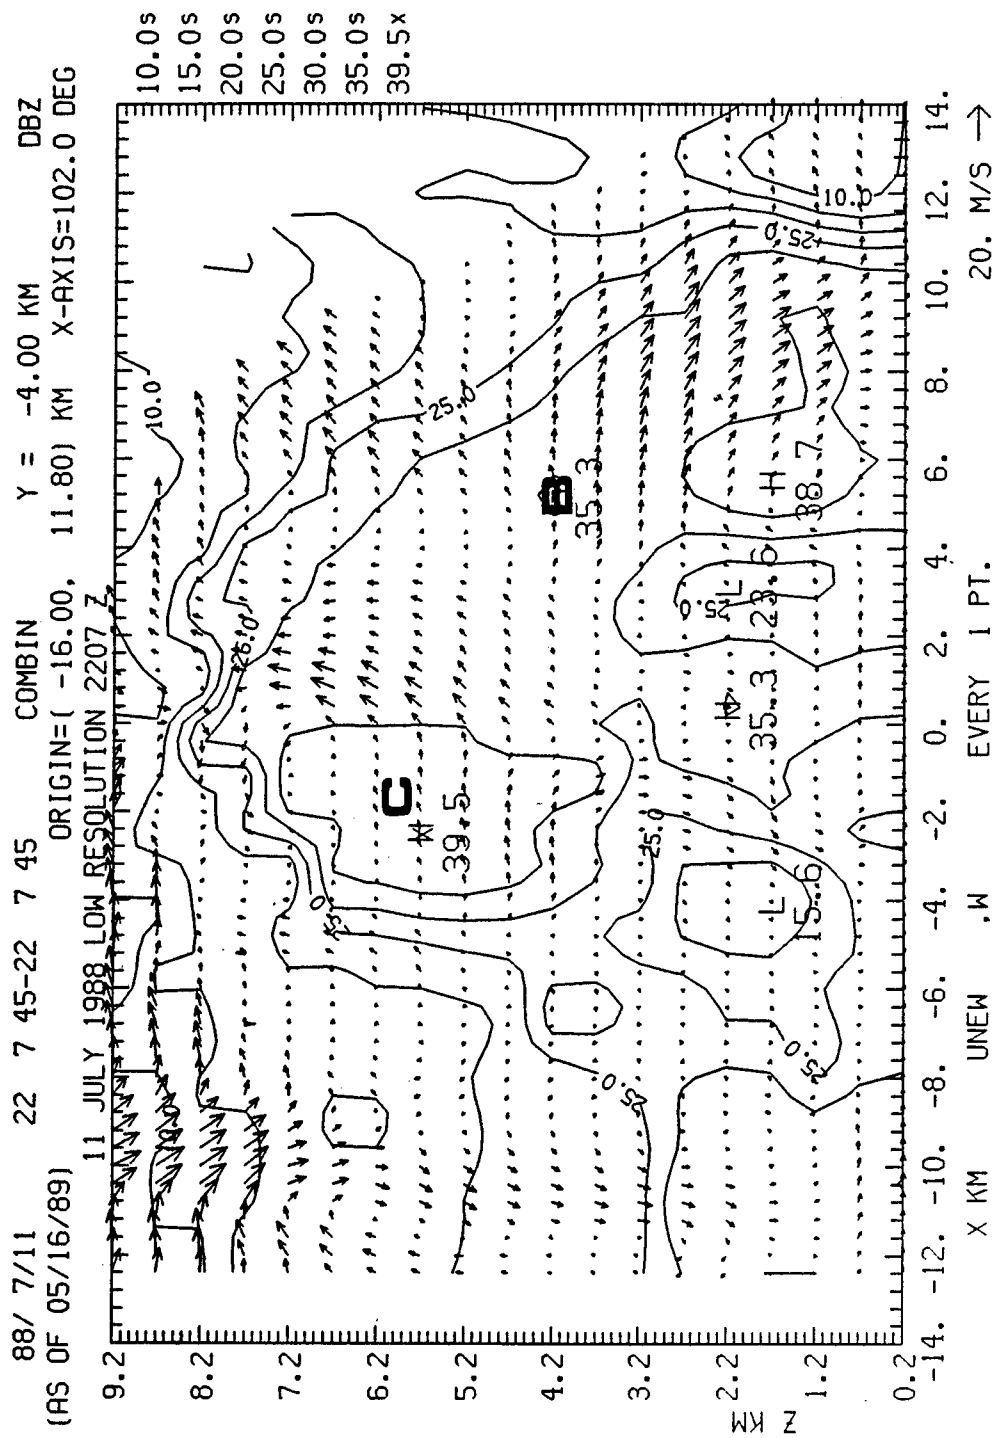 88/ 7/11 22 7 45-22 7 45 COMBIN Y = -4.00 KM DBZ
(AS OF 05/16/89) ORIGIN=( -16.00, 11.80) KM X-AXIS=102.0 DEG
11 JULY 1988 LOW RESOLUTION 2207 Z
10.0s
15.0s
20.0s
25.0s
30.0s
35.0s
39.5x
9.2
8.2
7.2
6.2
5.2
4.2
3.2
2.2
1.2
0.2
Z KM
10.0
25.0
25.0
C
H
39.5
B
35.3
0
25.0
25.0
25.0
L
15.6
25.0
H
35.3
25.0
L
23.6
H
38.7
25.0
10.0
L
-14. -12. -10. -8. -6. -4. -2. 0. 2. 4. 6. 8. 10. 12. 14.
X KM UNEW ,W EVERY 1 PT. 20. M/S →